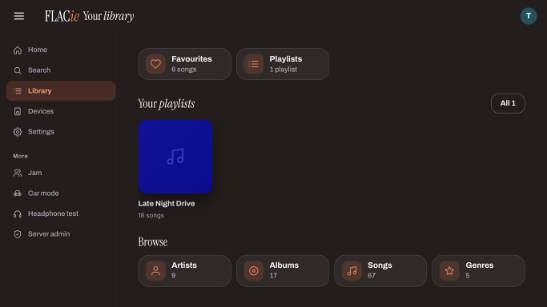 FLACie Your library
T
Home
Search
Library
Devices
Settings
More
Jam
Car mode
Headphone test
Server admin
Favourites
6 songs
Playlists
1 playlist
Your playlists
All 1
Late Night Drive
18 songs
Browse
Artists
9
Albums
17
Songs
67
Genres
5